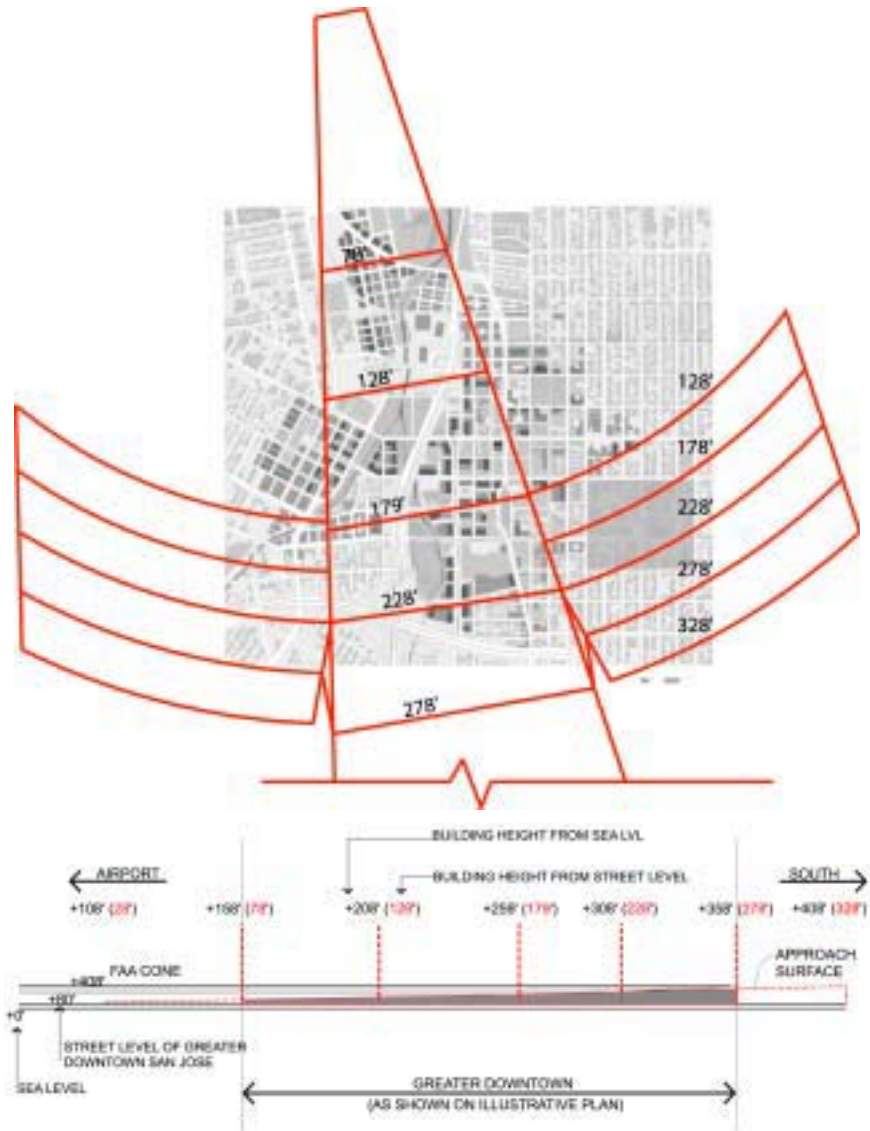 78'
128'
128'
178'
179'
228'
228'
278'
328'
278'
BUILDING HEIGHT FROM SEA LVL
AIRPORT
BUILDING HEIGHT FROM STREET LEVEL
SOUTH
+108' (28') +158' (78') +208' (128') +258' (178') +308' (228') +358' (278') +408' (328')
FAA CONE
APPROACH
SURFACE
+408'
+80'
+0'
STREET LEVEL OF GREATER
DOWNTOWN SAN JOSE
SEA LEVEL
GREATER DOWNTOWN
(AS SHOWN ON ILLUSTRATIVE PLAN)